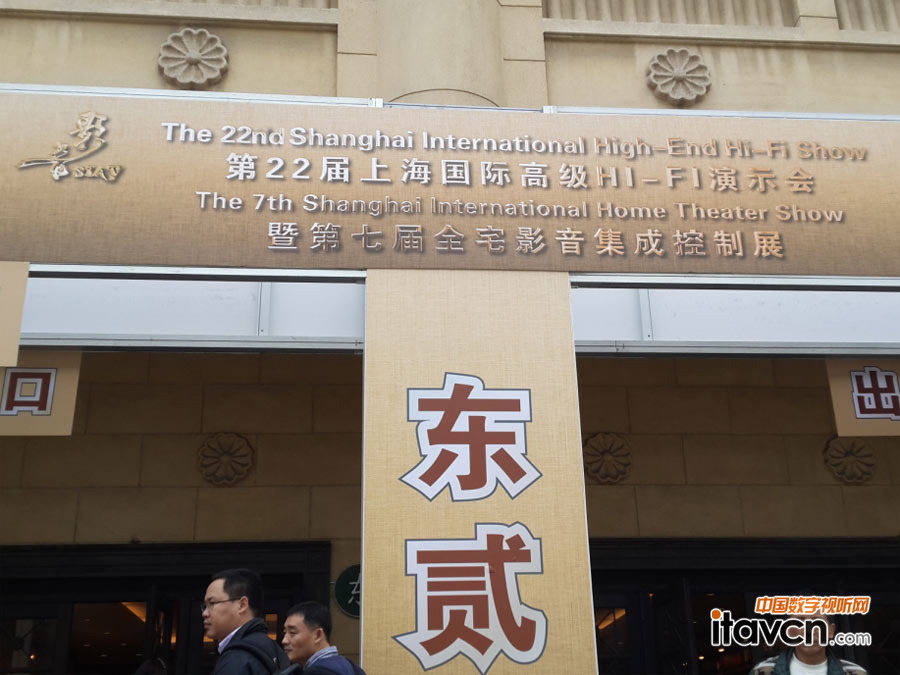 影音
STAV
The 22nd Shanghai International High-End Hi-Fi Show
第22届上海国际高级HI-FI演示会
The 7th Shanghai International Home Theater Show
暨第七届全宅影音集成控制展
口
出
东
贰
东
中国数字视听网
itavcn.com